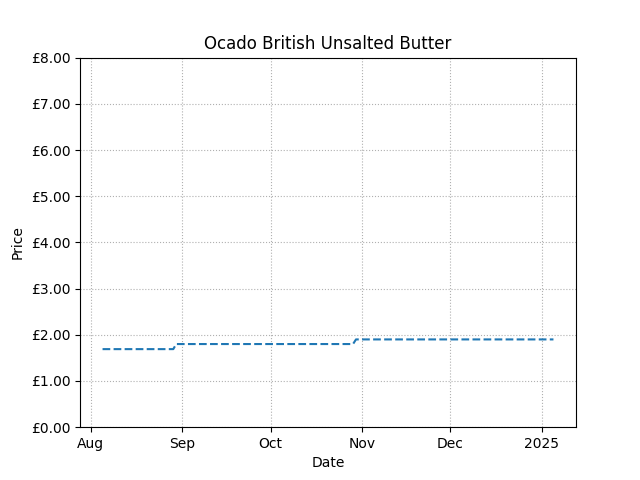 Ocado British Unsalted Butter
£8.00
£7.00
£6.00
£5.00
£4.00
£3.00
£2.00
£1.00
£0.00
Price
Aug Sep Oct Nov Dec 2025
Date